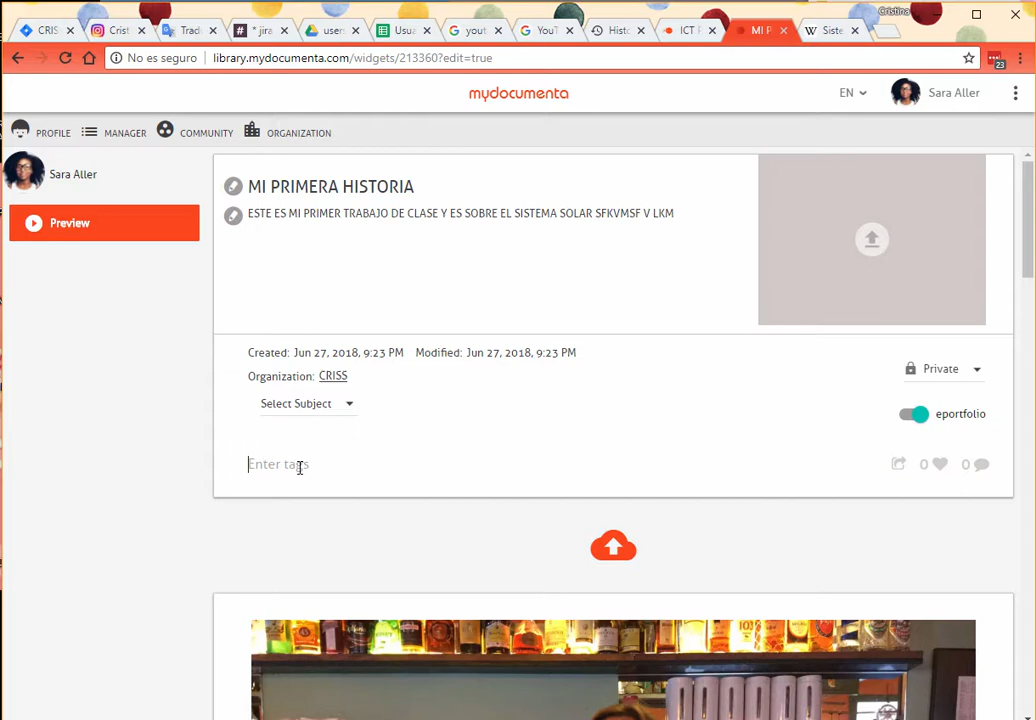 Cristina
CRIS
Crist
Trad
* jira
user
Usua
yout
YouT
Histo
ICT P
MI P
Siste
No es seguro
library.mydocumenta.com/widgets/213360?edit=true
23
mydocumenta
EN
Sara Aller
PROFILE
MANAGER
COMMUNITY
ORGANIZATION
Sara Aller
Preview
MI PRIMERA HISTORIA
ESTE ES MI PRIMER TRABAJO DE CLASE Y ES SOBRE EL SISTEMA SOLAR SFKVMSF V LKM
Created: Jun 27, 2018, 9:23 PM Modified: Jun 27, 2018, 9:23 PM
Organization: CRISS
Private
Select Subject
eportfolio
Enter tags
0
0